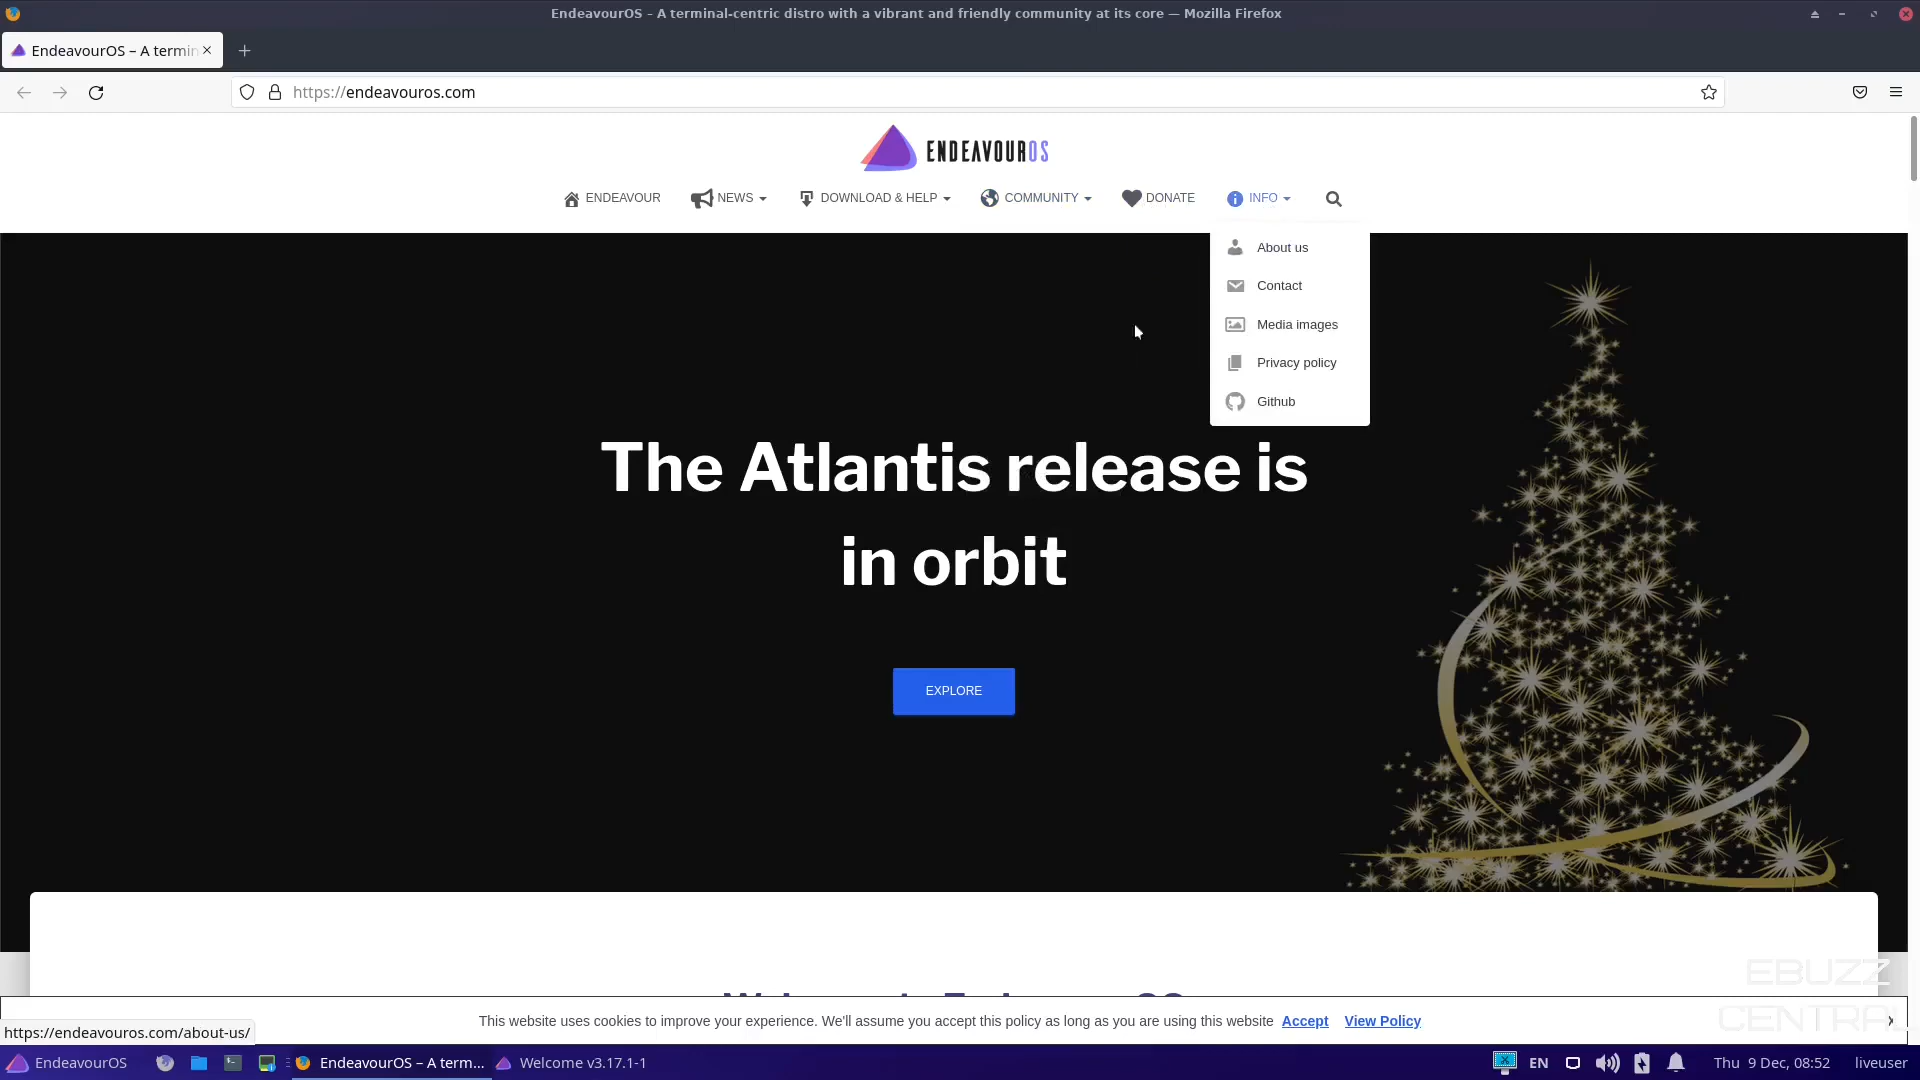 EndeavourOS – A terminal-centric distro with a vibrant and friendly community at its core — Mozilla Firefox
EndeavourOS – A termin
https://endeavouros.com
ENDEAVOUROS
ENDEAVOUR
NEWS
DOWNLOAD & HELP
COMMUNITY
DONATE
INFO
About us
Contact
Media images
Privacy policy
Github
The Atlantis release is
in orbit
EXPLORE
EBUZZ
CENTRAL
This website uses cookies to improve your experience. We'll assume you accept this policy as long as you are using this website Accept View Policy
https://endeavouros.com/about-us/
EndeavourOS
EndeavourOS – A term...
Welcome v3.17.1-1
EN
Thu 9 Dec, 08:52
liveuser